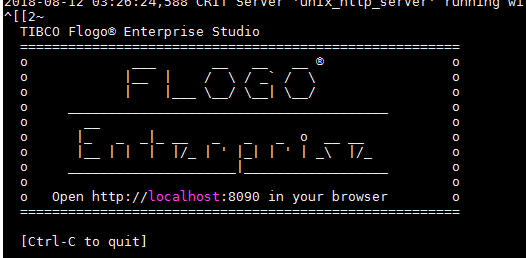 2018-08-12 03:26:24,588 CRIT Server 'unix_http_server' running wi
^[[2~
TIBCO Flogo® Enterprise Studio
FLOGO ®
Enterprise
Open http://localhost:8090 in your browser
[Ctrl-C to quit]